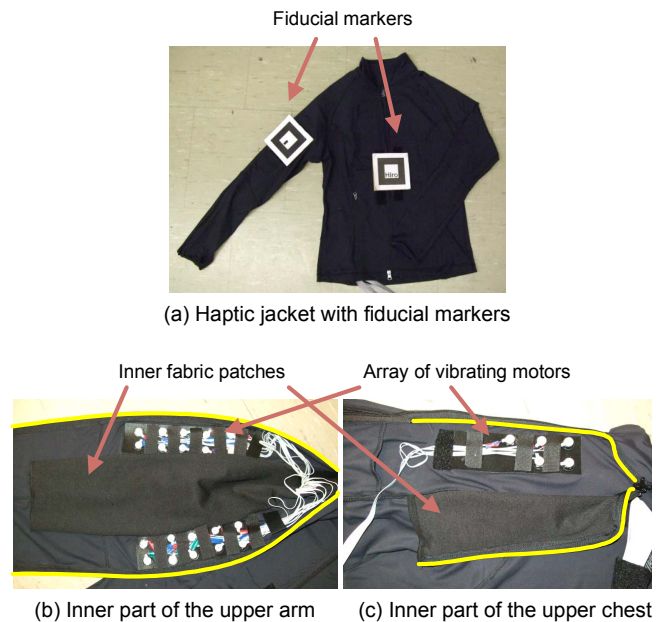 Fiducial markers
Hiro
(a) Haptic jacket with fiducial markers
Inner fabric patches
Array of vibrating motors
(b) Inner part of the upper arm
(c) Inner part of the upper chest